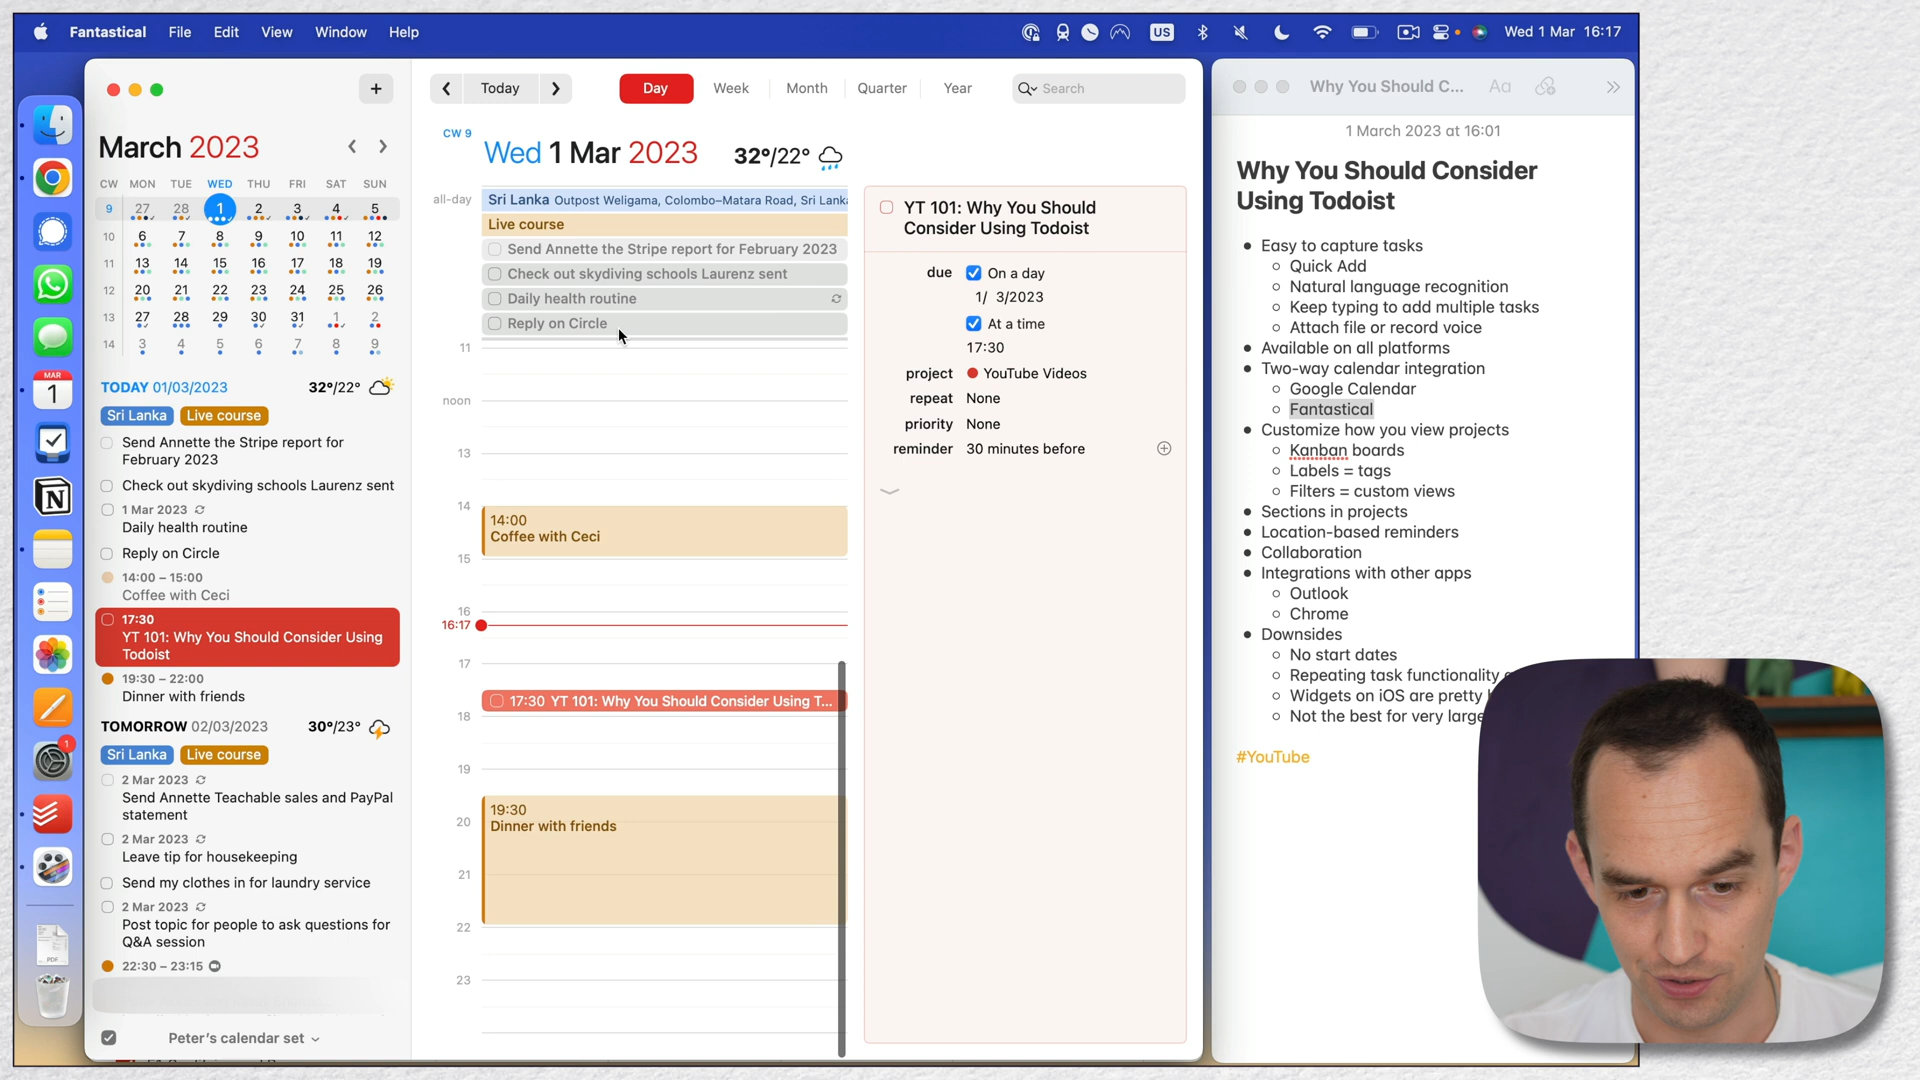 Fantastical File Edit View Window Help
US
Wed 1 Mar 16:17
+
Today
Day Week Month Quarter Year
Search
March 2023
CW MON TUE WED THU FRI SAT SUN
9 27 28 1 2 3 4 5
10 6 7 8 9 10 11 12
11 13 14 15 16 17 18 19
12 20 21 22 23 24 25 26
13 27 28 29 30 31 1 2
14 3 4 5 6 7 8 9
TODAY 01/03/2023 32°/22°
Sri Lanka Live course
Send Annette the Stripe report for
February 2023
Check out skydiving schools Laurenz sent
1 Mar 2023
Daily health routine
Reply on Circle
14:00 – 15:00
Coffee with Ceci
17:30
YT 101: Why You Should Consider Using
Todoist
19:30 – 22:00
Dinner with friends
TOMORROW 02/03/2023 30°/23°
Sri Lanka Live course
2 Mar 2023
Send Annette Teachable sales and PayPal
statement
2 Mar 2023
Leave tip for housekeeping
Send my clothes in for laundry service
2 Mar 2023
Post topic for people to ask questions for
Q&A session
22:30 – 23:15
Peter's calendar set
MAR
1
1
PDF
CW 9
Wed 1 Mar 2023 32°/22°
all-day
Sri Lanka Outpost Weligama, Colombo–Matara Road, Sri Lanka
Live course
Send Annette the Stripe report for February 2023
Check out skydiving schools Laurenz sent
Daily health routine
Reply on Circle
11
noon
13
14
14:00
Coffee with Ceci
15
16
16:17
17
17:30 YT 101: Why You Should Consider Using T...
18
19
19:30
Dinner with friends
20
21
22
23
YT 101: Why You Should
Consider Using Todoist
due On a day
1/ 3/2023
At a time
17:30
project YouTube Videos
repeat None
priority None
reminder 30 minutes before
Why You Should C... Aa
1 March 2023 at 16:01
Why You Should Consider
Using Todoist
Easy to capture tasks
Quick Add
Natural language recognition
Keep typing to add multiple tasks
Attach file or record voice
Available on all platforms
Two-way calendar integration
Google Calendar
Fantastical
Customize how you view projects
Kanban boards
Labels = tags
Filters = custom views
Sections in projects
Location-based reminders
Collaboration
Integrations with other apps
Outlook
Chrome
Downsides
No start dates
Repeating task functionality
Widgets on iOS are pretty
Not the best for very large
#YouTube